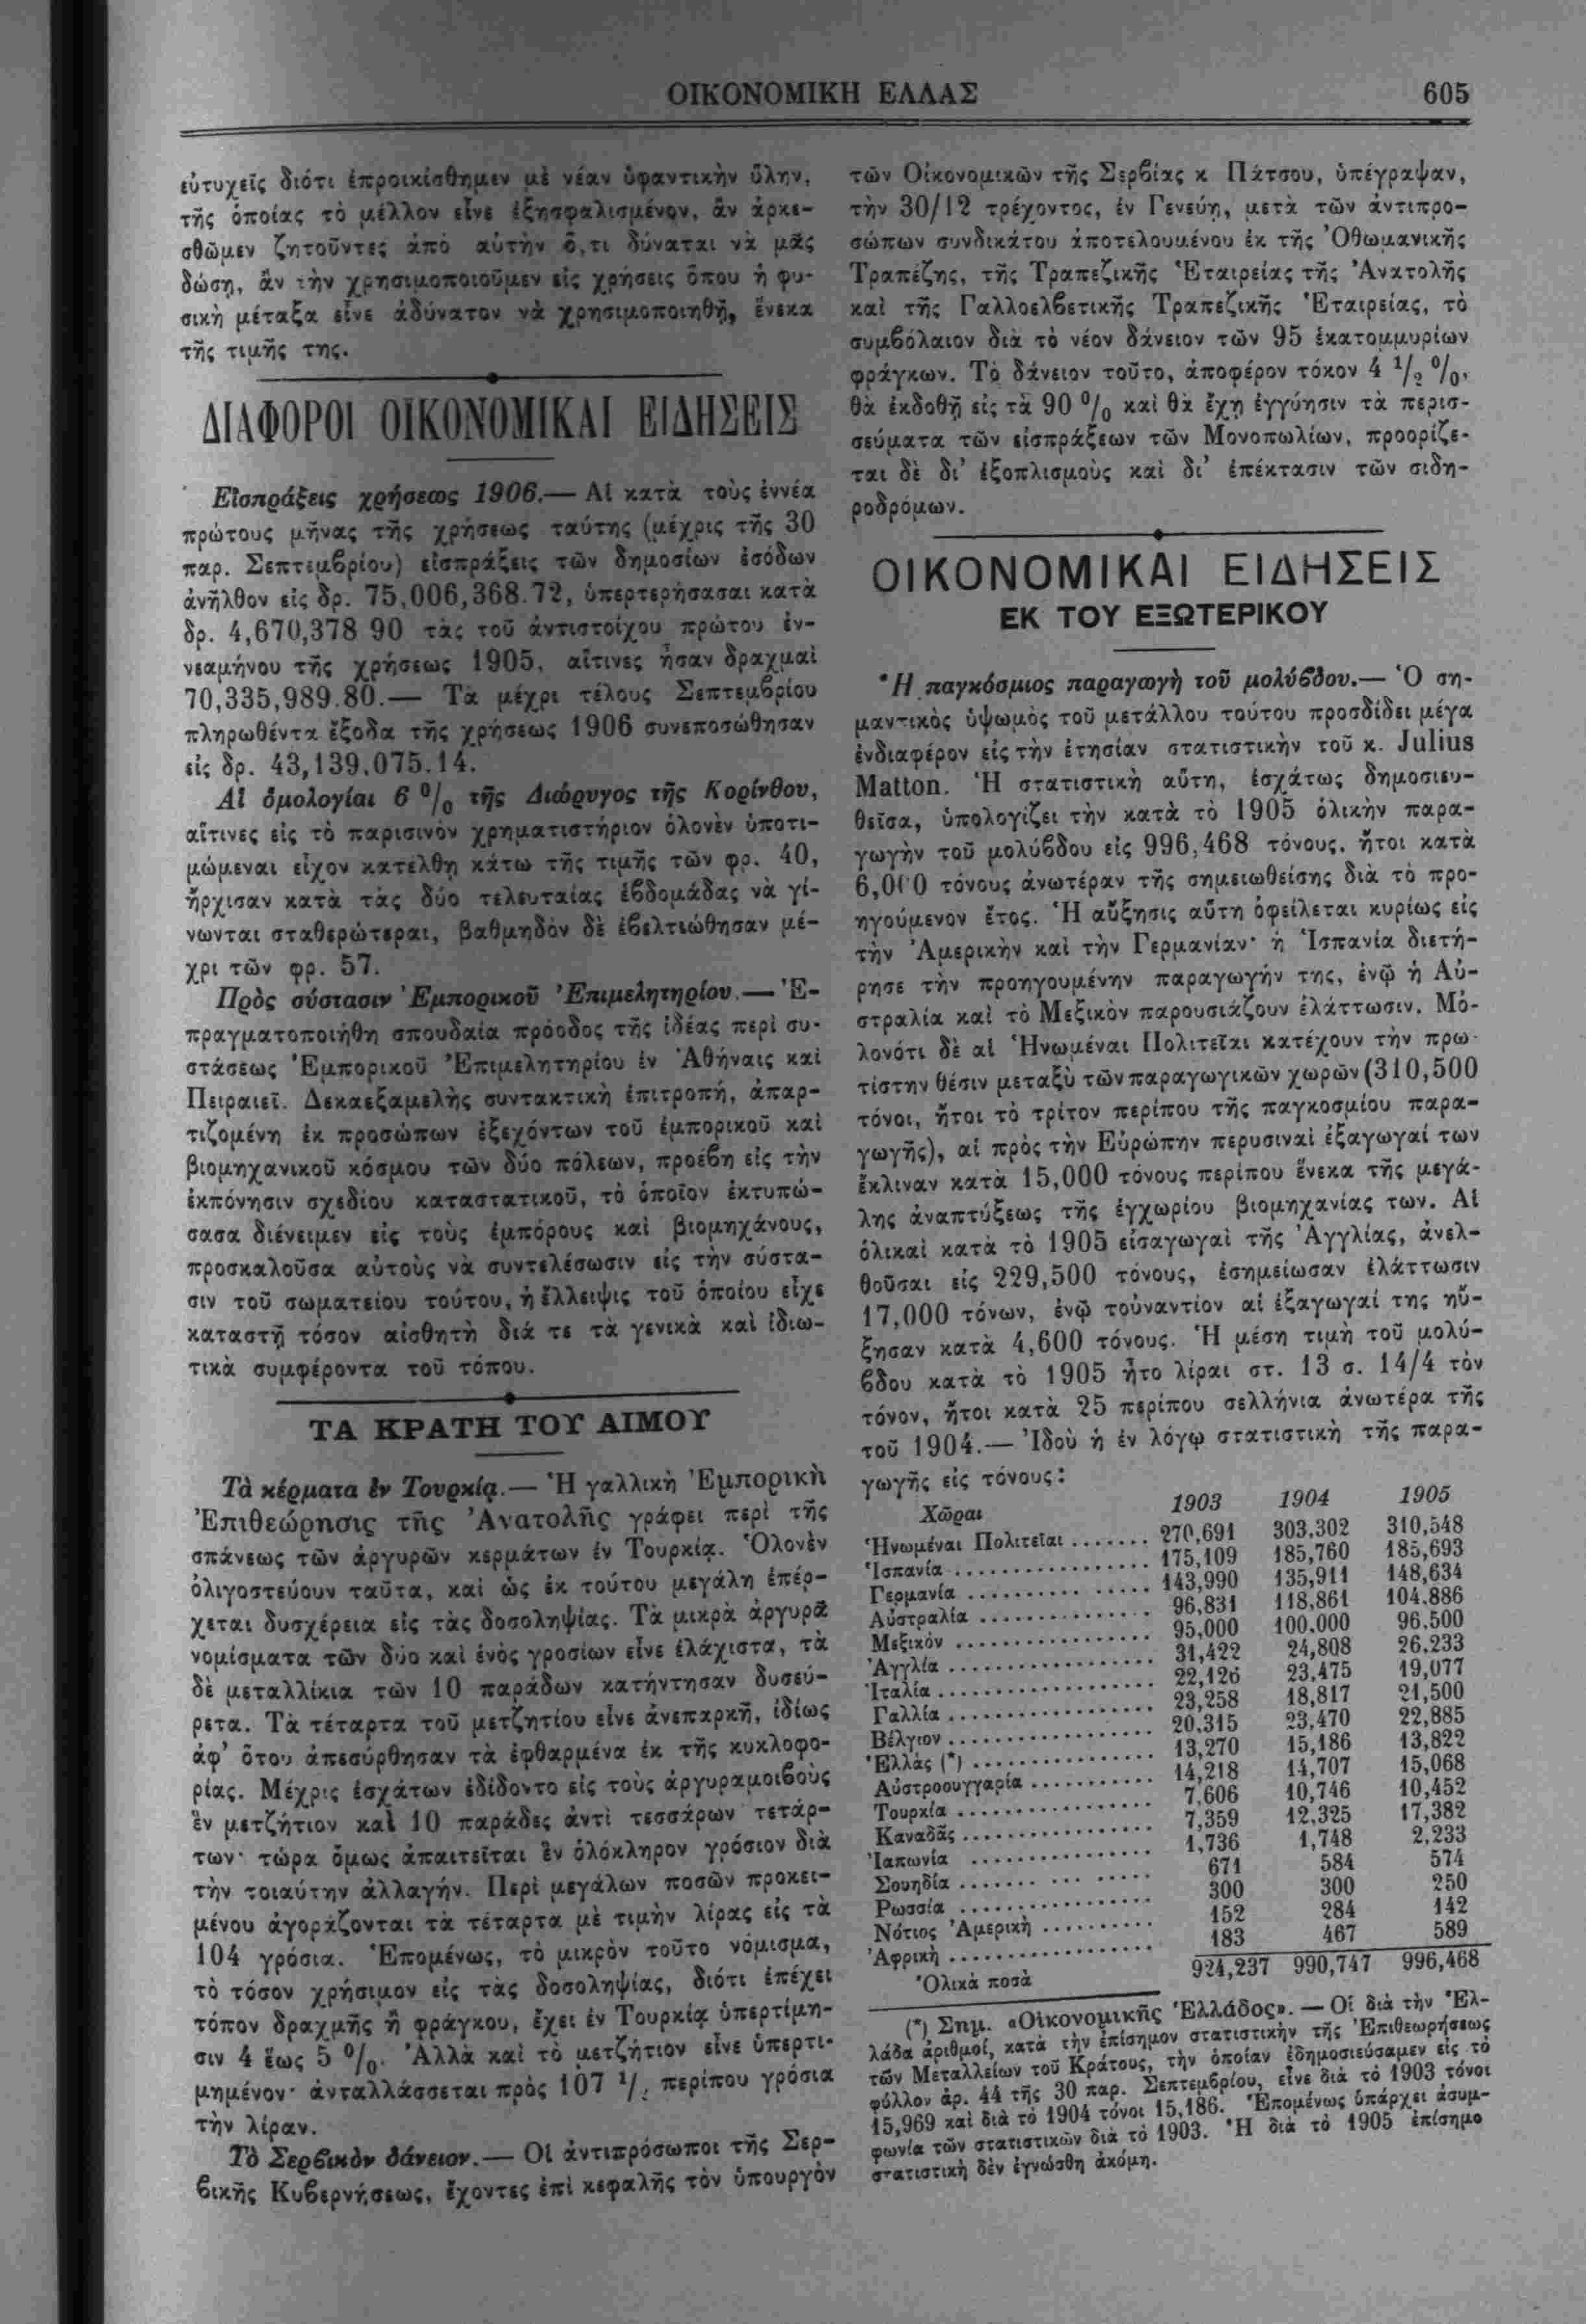 ΟΙΚΟΝΟΜΙΚΗ ΕΛΛΑΣ 605
εὐτυχεῖς διότι ἐπροικίσθημεν μὲ νέαν ὑφαντικὴν ὕλην,
τῆς ὁποίας τὸ μέλλον εἶνε ἐξησφαλισμένον, ἂν ἀρκε-
σθῶμεν ζητοῦντες ἀπὸ αὐτὴν ὅ,τι δύναται νὰ μᾶς
δώσῃ, ἂν τὴν χρησιμοποιοῦμεν εἰς χρήσεις ὅπου ἡ φυ-
σικὴ μέταξα εἶνε ἀδύνατον νὰ χρησιμοποιηθῇ, ἕνεκα
τῆς τιμῆς της.
ΔΙΑΦΟΡΟΙ ΟΙΚΟΝΟΜΙΚΑΙ ΕΙΔΗΣΕΙΣ
Εἰσπράξεις χρήσεως 1906.— Αἱ κατὰ τοὺς ἐννέα
πρώτους μῆνας τῆς χρήσεως ταύτης (μέχρις τῆς 30
παρ. Σεπτεμβρίου) εἰσπράξεις τῶν δημοσίων ἐσόδων
ἀνῆλθον εἰς δρ. 75,006,368.72, ὑπερτερήσασαι κατὰ
δρ. 4,670,378 90 τὰς τοῦ ἀντιστοίχου πρώτου ἐν-
νεαμήνου τῆς χρήσεως 1905, αἵτινες ἦσαν δραχμαὶ
70,335,989.80.— Τὰ μέχρι τέλους Σεπτεμβρίου
πληρωθέντα ἔξοδα τῆς χρήσεως 1906 συνεποσώθησαν
εἰς δρ. 43,139,075.14.
Αἱ ὁμολογίαι 6 % τῆς Διώρυγος τῆς Κορίνθου,
αἵτινες εἰς τὸ παρισινὸν χρηματιστήριον ὁλονὲν ὑποτι-
μώμεναι εἶχον κατέλθῃ κάτω τῆς τιμῆς τῶν φρ. 40,
ἤρχισαν κατὰ τὰς δύο τελευταίας ἑβδομάδας νὰ γί-
νωνται σταθερώτεραι, βαθμηδὸν δὲ ἐβελτιώθησαν μέ-
χρι τῶν φρ. 57.
Πρὸς σύστασιν Ἐμπορικοῦ Ἐπιμελητηρίου.— Ἐ-
πραγματοποιήθη σπουδαία πρόοδος τῆς ἰδέας περὶ συ-
στάσεως Ἐμπορικοῦ Ἐπιμελητηρίου ἐν Ἀθήναις καὶ
Πειραιεῖ. Δεκαεξαμελὴς συντακτικὴ ἐπιτροπή, ἀπαρ-
τιζομένη ἐκ προσώπων ἐξεχόντων τοῦ ἐμπορικοῦ καὶ
βιομηχανικοῦ κόσμου τῶν δύο πόλεων, προέβη εἰς τὴν
ἐκπόνησιν σχεδίου καταστατικοῦ, τὸ ὁποῖον ἐκτυπώ-
σασα διένειμεν εἰς τοὺς ἐμπόρους καὶ βιομηχάνους,
προσκαλοῦσα αὐτοὺς νὰ συντελέσωσιν εἰς τὴν σύστα-
σιν τοῦ σωματείου τούτου, ἡ ἔλλειψις τοῦ ὁποίου εἶχε
καταστῇ τόσον αἰσθητὴ διά τε τὰ γενικὰ καὶ ἰδιω-
τικὰ συμφέροντα τοῦ τόπου.
ΤΑ ΚΡΑΤΗ ΤΟΥ ΑΙΜΟΥ
Τὰ κέρματα ἐν Τουρκίᾳ.— Ἡ γαλλικὴ Ἐμπορικὴ
Ἐπιθεώρησις τῆς Ἀνατολῆς γράφει περὶ τῆς
σπάνεως τῶν ἀργυρῶν κερμάτων ἐν Τουρκίᾳ. Ὁλονὲν
ὀλιγοστεύουν ταῦτα, καὶ ὡς ἐκ τούτου μεγάλη ἐπέρ-
χεται δυσχέρεια εἰς τὰς δοσοληψίας. Τὰ μικρὰ ἀργυρᾶ
νομίσματα τῶν δύο καὶ ἑνὸς γροσίων εἶνε ἐλάχιστα, τὰ
δὲ μεταλλίκια τῶν 10 παράδων κατήντησαν δυσεύ-
ρετα. Τὰ τέταρτα τοῦ μετζητίου εἶνε ἀνεπαρκῆ, ἰδίως
ἀφ' ὅτου ἀπεσύρθησαν τὰ ἐφθαρμένα ἐκ τῆς κυκλοφο-
ρίας. Μέχρις ἐσχάτων ἐδίδοντο εἰς τοὺς ἀργυραμοιβοὺς
ἓν μετζήτιον καὶ 10 παράδες ἀντὶ τεσσάρων τετάρ-
των· τώρα ὅμως ἀπαιτεῖται ἓν ὁλόκληρον γρόσιον διὰ
τὴν τοιαύτην ἀλλαγήν. Περὶ μεγάλων ποσῶν προκει-
μένου ἀγοράζονται τὰ τέταρτα μὲ τιμὴν λίρας εἰς τὰ
104 γρόσια. Ἑπομένως, τὸ μικρὸν τοῦτο νόμισμα,
τὸ τόσον χρήσιμον εἰς τὰς δοσοληψίας, διότι ἐπέχει
τόπον δραχμῆς ἢ φράγκου, ἔχει ἐν Τουρκίᾳ ὑπερτίμη-
σιν 4 ἕως 5 %. Ἀλλὰ καὶ τὸ μετζήτιον εἶνε ὑπερτι-
μημένον· ἀνταλλάσσεται πρὸς 107 περίπου γρόσια
τὴν λίραν.
Τὸ Σερβικὸν δάνειον.— Οἱ ἀντιπρόσωποι τῆς Σερ-
βικῆς Κυβερνήσεως, ἔχοντες ἐπὶ κεφαλῆς τὸν ὑπουργὸν
τῶν Οἰκονομικῶν τῆς Σερβίας κ Πάτσου, ὑπέγραψαν,
τὴν 30/12 τρέχοντος, ἐν Γενεύῃ, μετὰ τῶν ἀντιπρο-
σώπων συνδικάτου ἀποτελουμένου ἐκ τῆς Ὀθωμανικῆς
Τραπέζης, τῆς Τραπεζικῆς Ἑταιρείας τῆς Ἀνατολῆς
καὶ τῆς Γαλλοελβετικῆς Τραπεζικῆς Ἑταιρείας, τὸ
συμβόλαιον διὰ τὸ νέον δάνειον τῶν 95 ἑκατομμυρίων
φράγκων. Τὸ δάνειον τοῦτο, ἀποφέρον τόκον 4 1/2 %,
θὰ ἐκδοθῇ εἰς τὰ 90 % καὶ θὰ ἔχῃ ἐγγύησιν τὰ περισ-
σεύματα τῶν εἰσπράξεων τῶν Μονοπωλίων, προορίζε-
ται δὲ δι' ἐξοπλισμοὺς καὶ δι' ἐπέκτασιν τῶν σιδη-
ροδρόμων.
ΟΙΚΟΝΟΜΙΚΑΙ ΕΙΔΗΣΕΙΣ
ΕΚ ΤΟΥ ΕΞΩΤΕΡΙΚΟΥ
Ἡ παγκόσμιος παραγωγὴ τοῦ μολύβδου.— Ὁ ση-
μαντικὸς ὑψωμὸς τοῦ μετάλλου τούτου προσδίδει μέγα
ἐνδιαφέρον εἰς τὴν ἐτησίαν στατιστικὴν τοῦ κ. Julius
Matton. Ἡ στατιστικὴ αὕτη, ἐσχάτως δημοσιευ-
θεῖσα, ὑπολογίζει τὴν κατὰ τὸ 1905 ὁλικὴν παρα-
γωγὴν τοῦ μολύβδου εἰς 996,468 τόνους, ἤτοι κατὰ
6,000 τόνους ἀνωτέραν τῆς σημειωθείσης διὰ τὸ προ-
ηγούμενον ἔτος. Ἡ αὔξησις αὕτη ὀφείλεται κυρίως εἰς
τὴν Ἀμερικὴν καὶ τὴν Γερμανίαν· ἡ Ἱσπανία διετή-
ρησε τὴν προηγουμένην παραγωγήν της, ἐνῷ ἡ Αὐ-
στραλία καὶ τὸ Μεξικὸν παρουσιάζουν ἐλάττωσιν. Μό-
λονότι δὲ αἱ Ἡνωμέναι Πολιτεῖαι κατέχουν τὴν πρω-
τίστην θέσιν μεταξὺ τῶν παραγωγικῶν χωρῶν (310,500
τόνοι, ἤτοι τὸ τρίτον περίπου τῆς παγκοσμίου παρα-
γωγῆς), αἱ πρὸς τὴν Εὐρώπην περυσιναὶ ἐξαγωγαί των
ἔκλιναν κατὰ 15,000 τόνους περίπου ἕνεκα τῆς μεγά-
λης ἀναπτύξεως τῆς ἐγχωρίου βιομηχανίας των. Αἱ
ὁλικαὶ κατὰ τὸ 1905 εἰσαγωγαὶ τῆς Ἀγγλίας, ἀνελ-
θοῦσαι εἰς 229,500 τόνους, ἐσημείωσαν ἐλάττωσιν
17,000 τόνων, ἐνῷ τοὐναντίον αἱ ἐξαγωγαί της ηὔ-
ξησαν κατὰ 4,600 τόνους. Ἡ μέση τιμὴ τοῦ μολύ-
βδου κατὰ τὸ 1905 ἦτο λίραι στ. 13 σ. 14/4 τὸν
τόνον, ἤτοι κατὰ 25 περίπου σελλήνια ἀνωτέρα τῆς
τοῦ 1904.— Ἰδοὺ ἡ ἐν λόγῳ στατιστικὴ τῆς παρα-
γωγῆς εἰς τόνους:
Χῶραι 1903 1904 1905
Ἡνωμέναι Πολιτεῖαι ....... 270,691 303,302 310,548
Ἱσπανία .................. 175,109 185,760 185,693
Γερμανία ................. 143,990 135,911 148,634
Αὐστραλία ................ 96,831 118,861 104,886
Μεξικόν .................. 95,000 100,000 96,500
Ἀγγλία ................... 31,422 24,808 26,233
Ἰταλία ................... 22,126 23,475 19,077
Γαλλία ................... 23,258 18,817 21,500
Βέλγιον .................. 20,315 23,470 22,885
Ἑλλὰς (*) ................ 13,270 15,186 13,822
Αὐστροουγγαρία ........... 14,218 14,707 15,068
Τουρκία .................. 7,606 10,746 10,452
Καναδᾶς .................. 7,359 12,325 17,382
Ἰαπωνία .................. 1,736 1,748 2,233
Σουηδία .................. 671 584 574
Ρωσσία ................... 300 300 250
Νότιος Ἀμερικὴ ........... 152 284 142
Ἀφρικὴ ................... 183 467 589
Ὁλικὰ ποσὰ 924,237 990,747 996,468
(*) Σημ. «Οἰκονομικῆς Ἑλλάδος». — Οἱ διὰ τὴν Ἑλ-
λάδα ἀριθμοί, κατὰ τὴν ἐπίσημον στατιστικὴν τῆς Ἐπιθεωρήσεως
τῶν Μεταλλείων τοῦ Κράτους, τὴν ὁποίαν ἐδημοσιεύσαμεν εἰς τὸ
φύλλον ἀρ. 44 τῆς 30 παρ. Σεπτεμβρίου, εἶνε διὰ τὸ 1903 τόνοι
15,969 καὶ διὰ τὸ 1904 τόνοι 15,186. Ἑπομένως ὑπάρχει ἀσυμ-
φωνία τῶν στατιστικῶν διὰ τὸ 1903. Ἡ διὰ τὸ 1905 ἐπίσημο
στατιστικὴ δὲν ἐγνώσθη ἀκόμη.